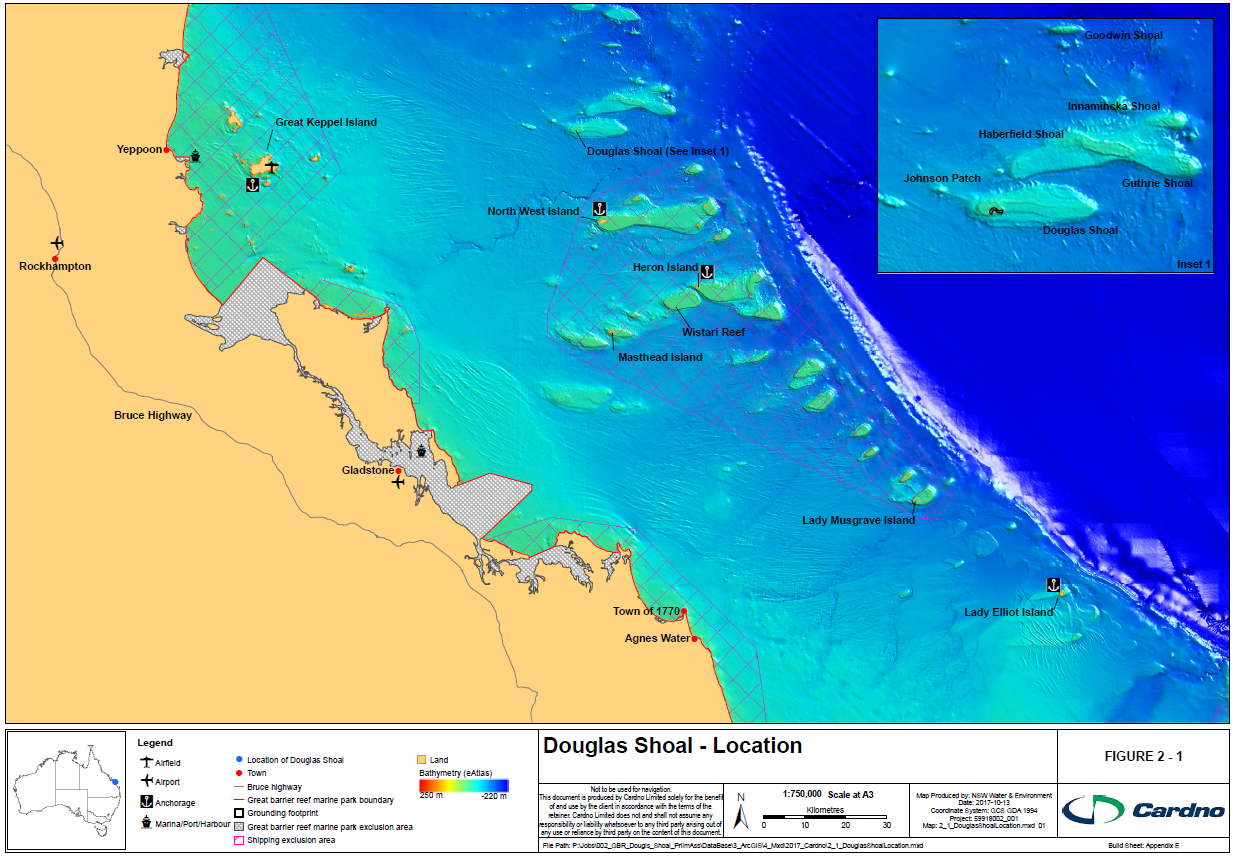 Goodwin Shoal
Innamincka Shoal
Haberfield Shoal
Johnson Patch
Guthrie Shoal
Douglas Shoal
Inset 1
Great Keppel Island
Yeppoon
Douglas Shoal (See Inset 1)
North West Island
Rockhampton
Heron Island
Wistari Reef
Masthead Island
Bruce Highway
Gladstone
Lady Musgrave Island
Town of 1770
Lady Elliot Island
Agnes Water
Legend
Airfield
Airport
Anchorage
Marina/Port/Harbour
Location of Douglas Shoal
Town
Bruce highway
Great barrier reef marine park boundary
Grounding footprint
Great barrier reef marine park exclusion area
Shipping exclusion area
Land
Bathymetry (eAtlas)
250 m -220 m
Douglas Shoal - Location
Not to be used for navigation.
This document is produced by Cardno Limited solely for the benefit
of and use by the client in accordance with the terms of the
retainer. Cardno Limited does not and shall not assume any
responsibility or liability whatsoever to any third party arising out of
any use or reliance by third party on the content of this document.
N
1:750,000 Scale at A3
Kilometres
0 10 20 30
Map Produced by: NSW Water & Environment
Date: 2017-10-13
Coordinate System: GCS GDA 1994
Project: 59918002_001
Map: 2_1_DouglasShoalLocation.mxd 01
FIGURE 2 - 1
Cardno
File Path: P:\Jobs\002_GBR_Dougls_Shoal_PrlimAss\DataBase\3_ArcGIS\4_Mxd\2017_Cardno\2_1_DouglasShoalLocation.mxd
Build Sheet: Appendix E